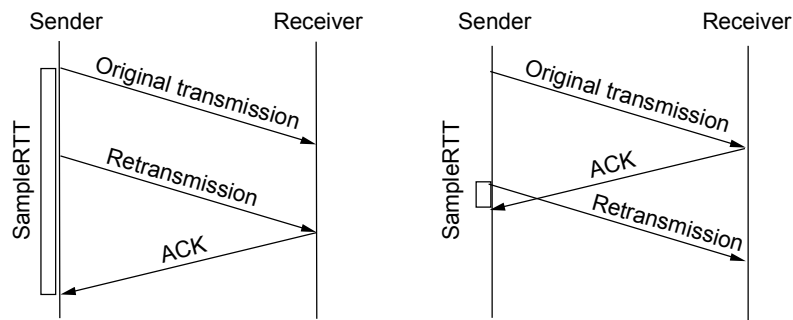 Sender
Receiver
Original transmission
Retransmission
ACK
SampleRTT
Sender
Receiver
Original transmission
ACK
Retransmission
SampleRTT